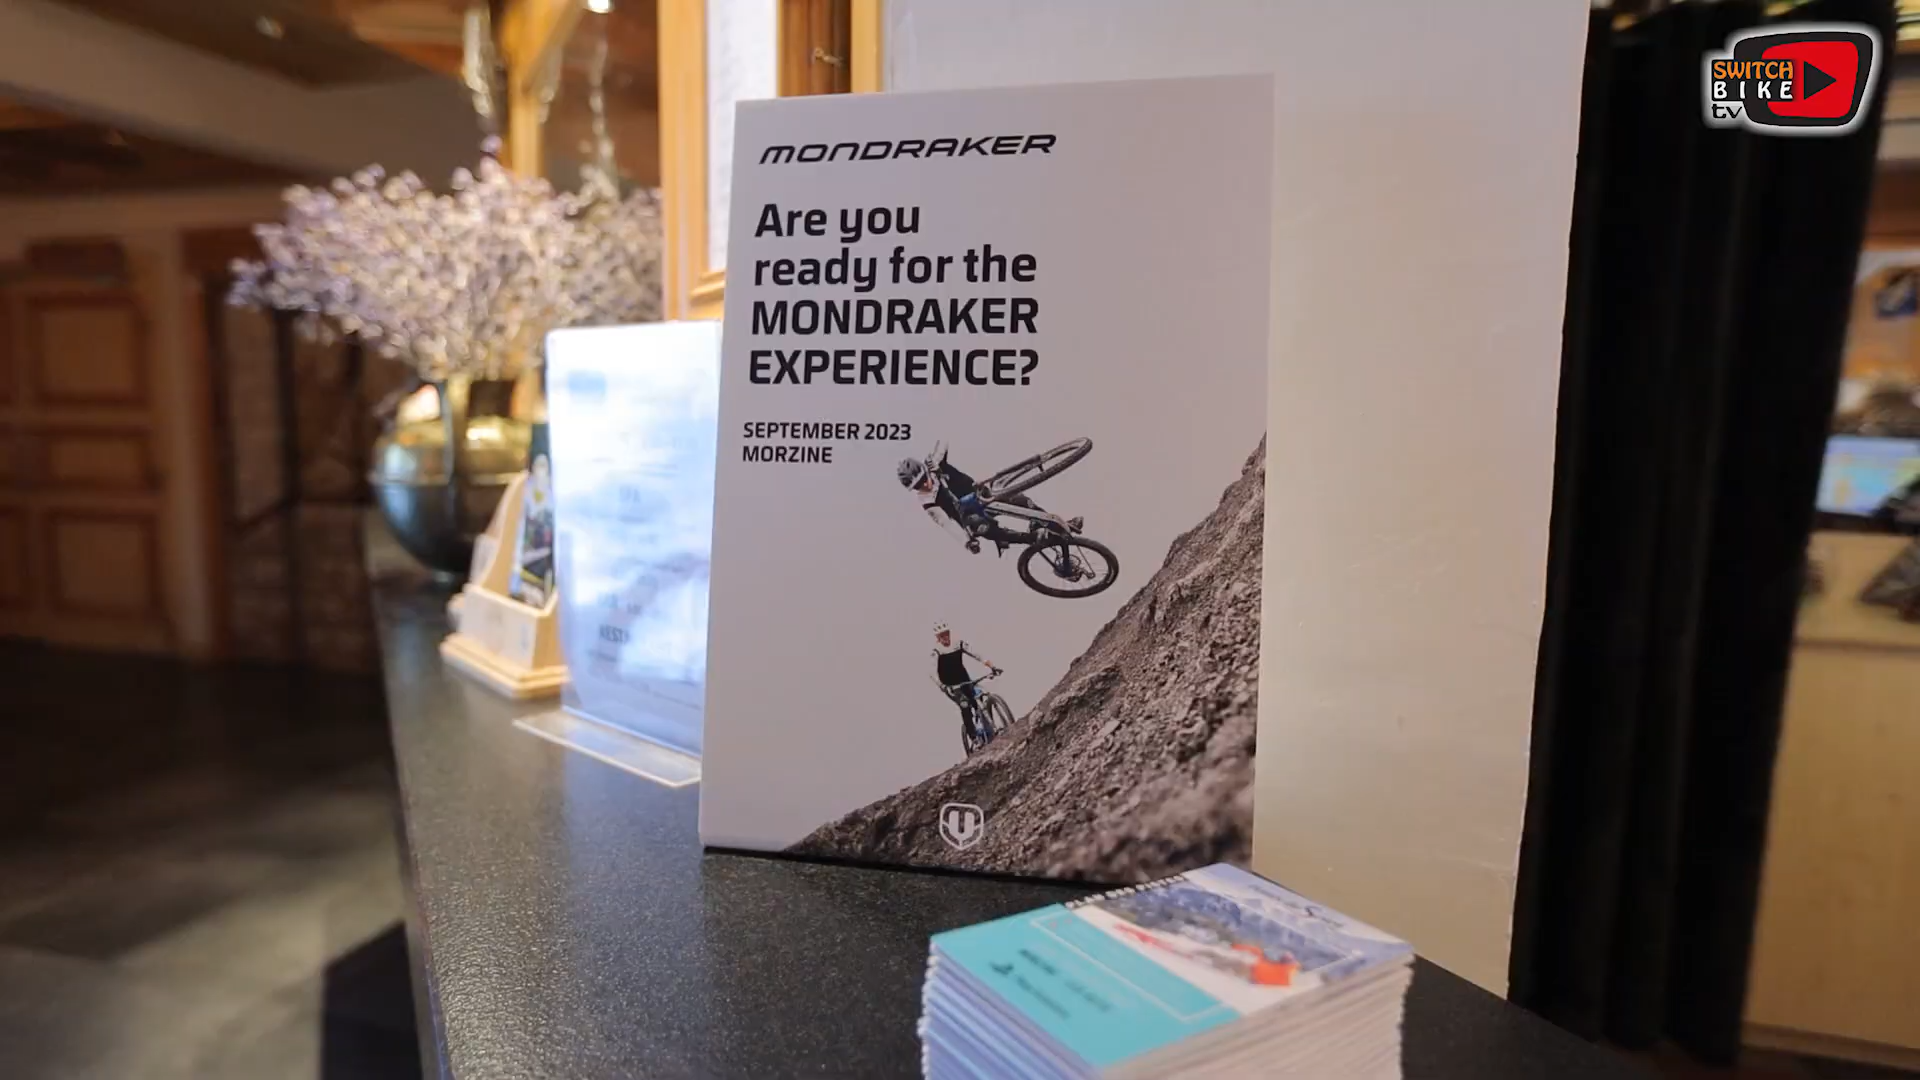 SWITCH
BIKE
tv
MONDRAKER
Are you
ready for the
MONDRAKER
EXPERIENCE?
SEPTEMBER 2023
MORZINE